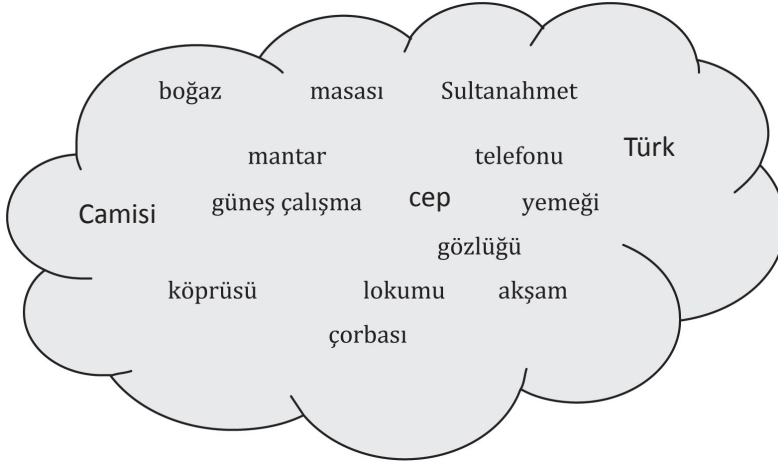 boğaz masası Sultanahmet
Türk
mantar telefonu
güneş çalışma cep yemeği
Camisi
gözlüğü
köprüsü lokumu akşam
çorbası